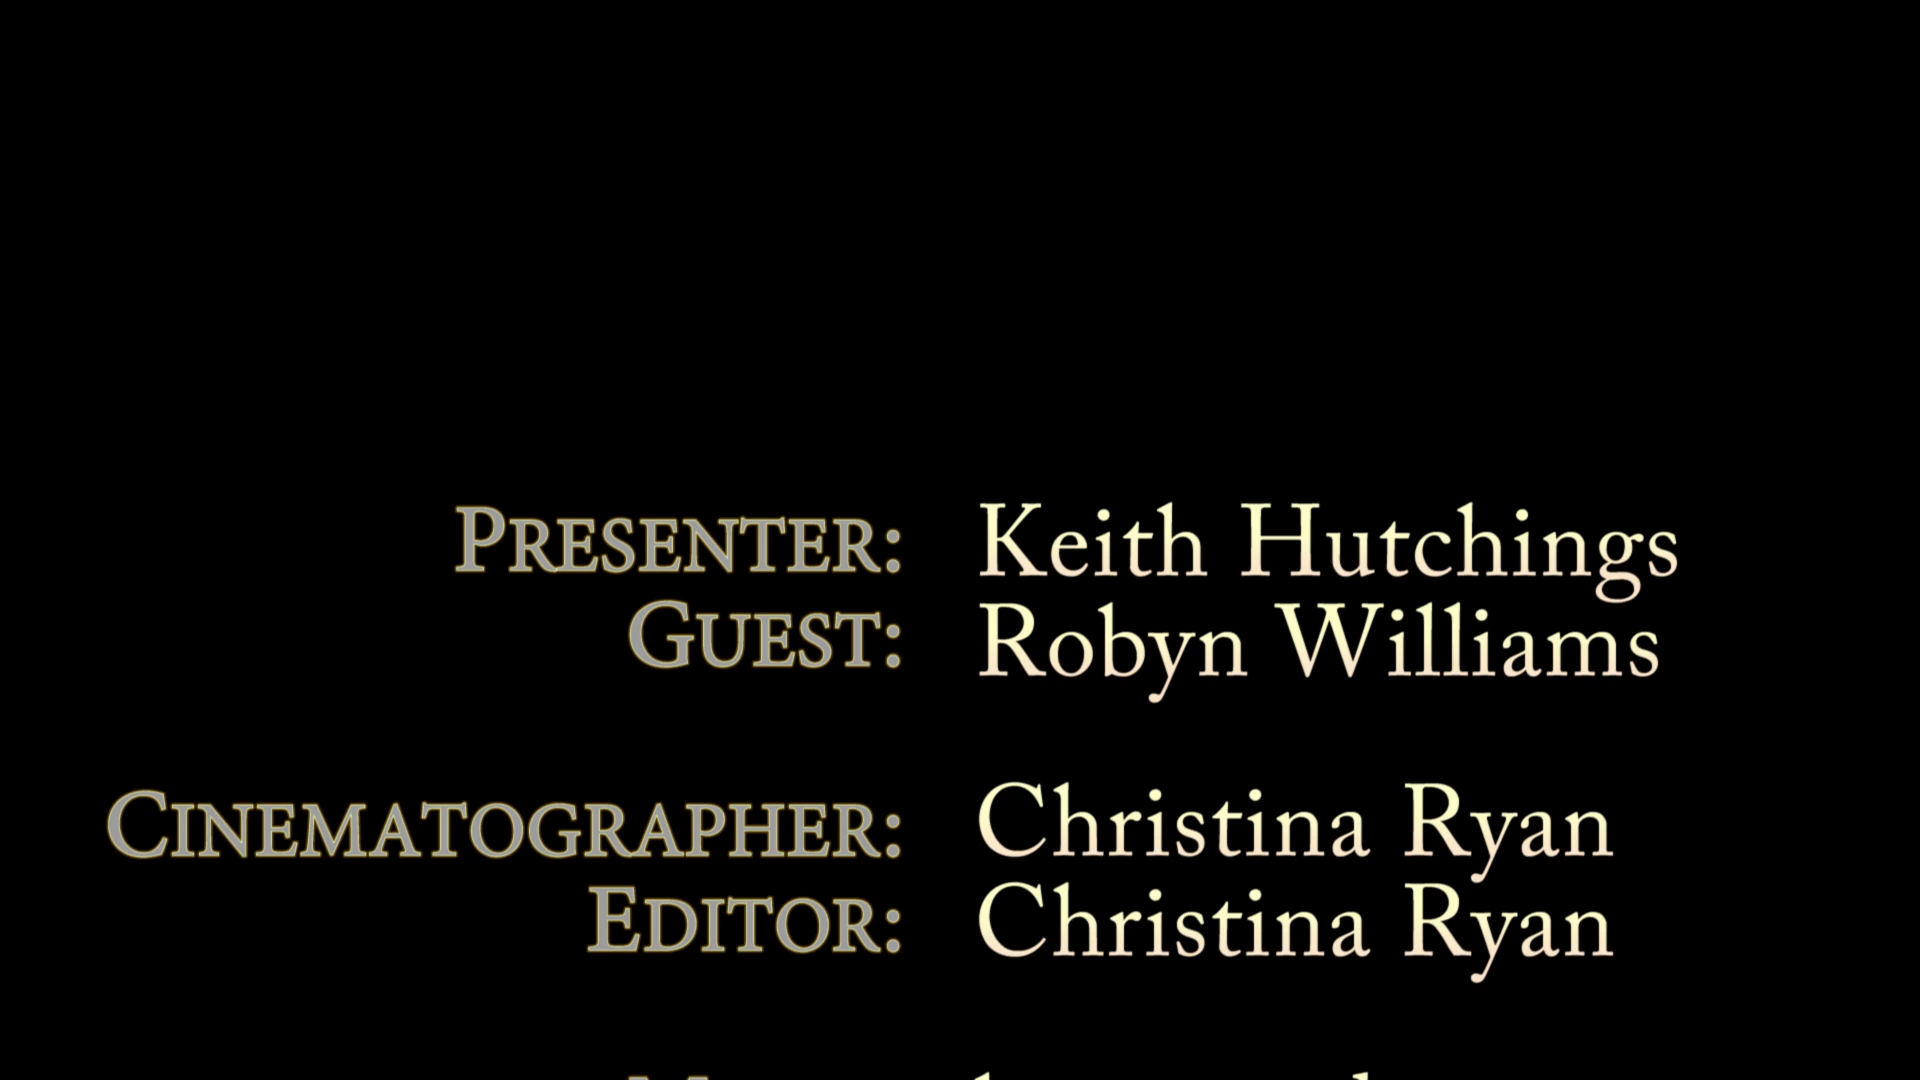 PRESENTER: Keith Hutchings
GUEST: Robyn Williams
CINEMATOGRAPHER: Christina Ryan
EDITOR: Christina Ryan